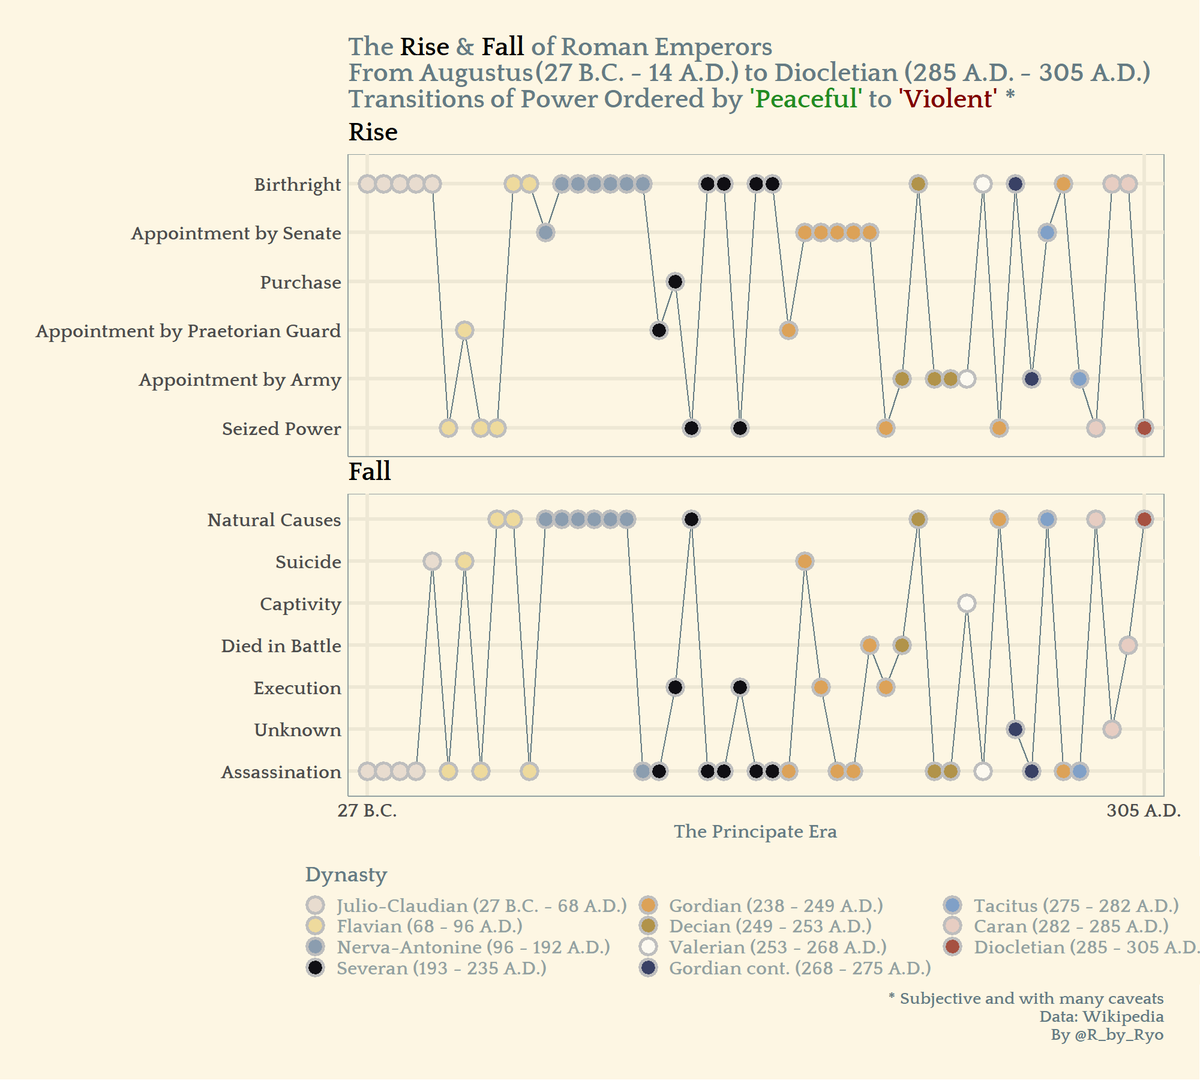 The Rise & Fall of Roman Emperors
From Augustus(27 B.C. - 14 A.D.) to Diocletian (285 A.D. - 305 A.D.)
Transitions of Power Ordered by 'Peaceful' to 'Violent' *
Rise
Birthright
Appointment by Senate
Purchase
Appointment by Praetorian Guard
Appointment by Army
Seized Power
Fall
Natural Causes
Suicide
Captivity
Died in Battle
Execution
Unknown
Assassination
27 B.C.
305 A.D.
The Principate Era
Dynasty
Julio-Claudian (27 B.C. - 68 A.D.)
Flavian (68 - 96 A.D.)
Nerva-Antonine (96 - 192 A.D.)
Severan (193 - 235 A.D.)
Gordian (238 - 249 A.D.)
Decian (249 - 253 A.D.)
Valerian (253 - 268 A.D.)
Gordian cont. (268 - 275 A.D.)
Tacitus (275 - 282 A.D.)
Caran (282 - 285 A.D.)
Diocletian (285 - 305 A.D.
* Subjective and with many caveats
Data: Wikipedia
By @R_by_Ryo